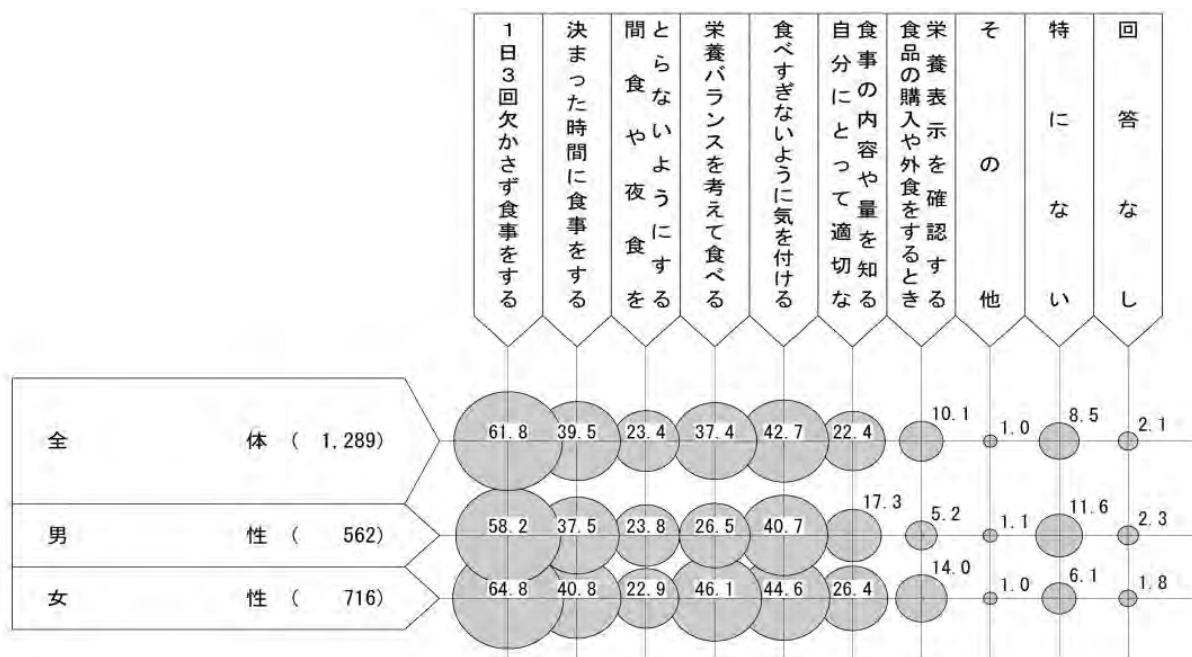 1日3回欠かさず食事をする
決まった時間に食事をする
間食や夜食を
とらないようにする
栄養バランスを考えて食べる
食べすぎないように気を付ける
自分にとって適切な
食事の内容や量を知る
食品の購入や外食をするとき
栄養表示を確認する
その他
特にない
回答なし
全体 ( 1,289)
61.8 39.5 23.4 37.4 42.7 22.4 10.1 1.0 8.5 2.1
男性 ( 562)
58.2 37.5 23.8 26.5 40.7 17.3 5.2 1.1 11.6 2.3
女性 ( 716)
64.8 40.8 22.9 46.1 44.6 26.4 14.0 1.0 6.1 1.8